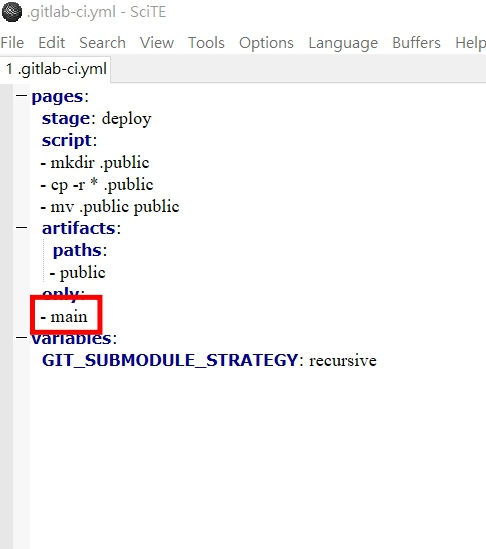 .gitlab-ci.yml - SciTE
File Edit Search View Tools Options Language Buffers Help
1 .gitlab-ci.yml
pages:
stage: deploy
script:
- mkdir .public
- cp -r * .public
- mv .public public
artifacts:
paths:
- public
only:
- main
variables:
GIT_SUBMODULE_STRATEGY: recursive